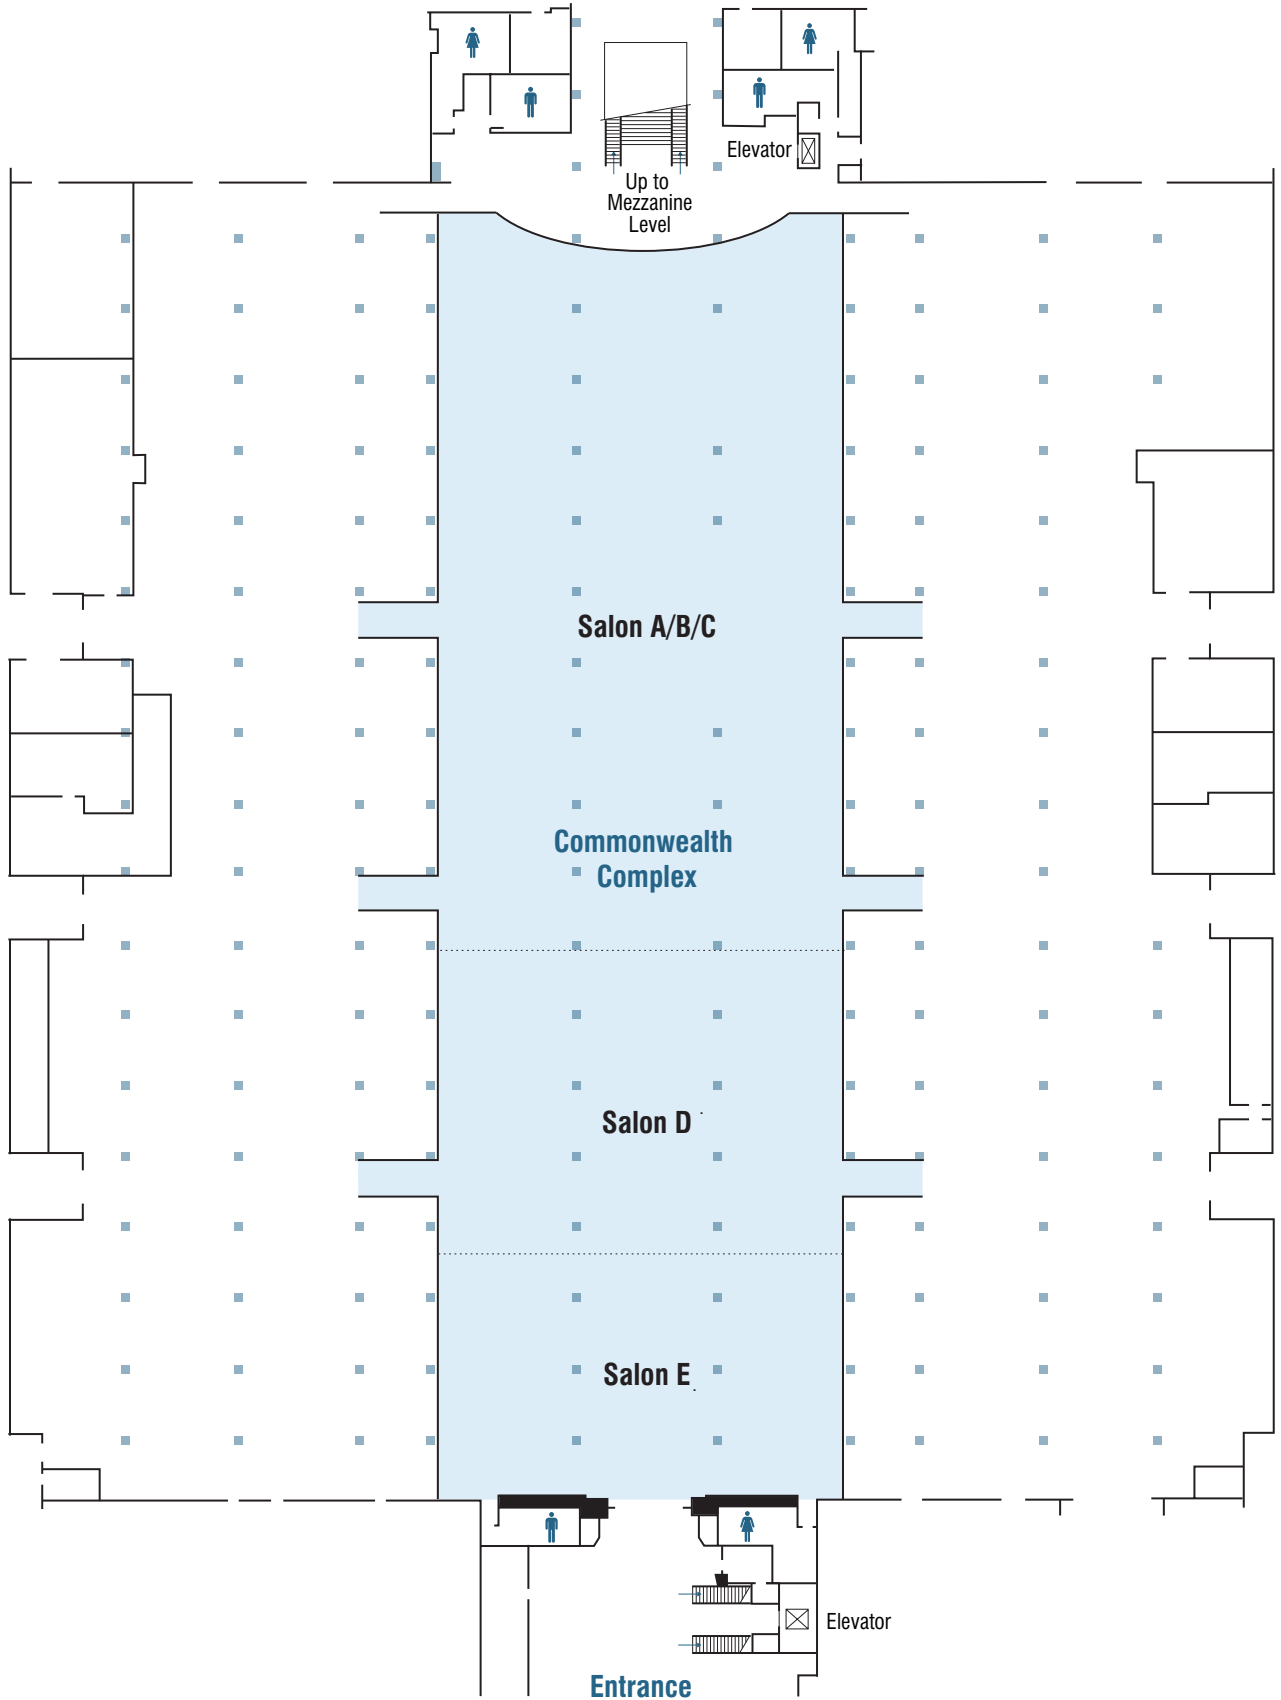 Elevator
Up to
Mezzanine
Level
Salon A/B/C
Commonwealth
Complex
Salon D
Salon E
Elevator
Entrance